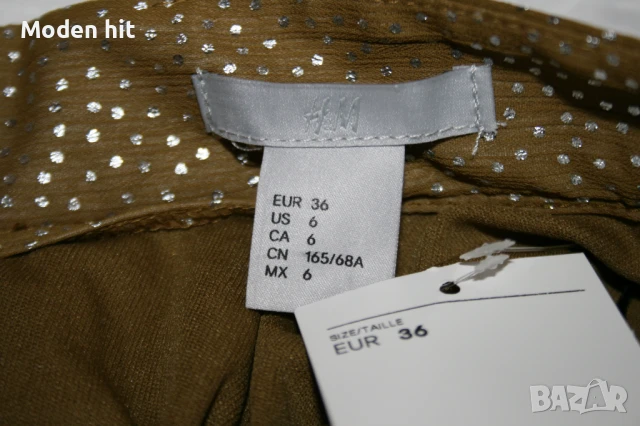 Moden hit
H&M
EUR 36
US 6
CA 6
CN 165/68A
MX 6
SIZE/TAILLE
EUR 36
BAZAR